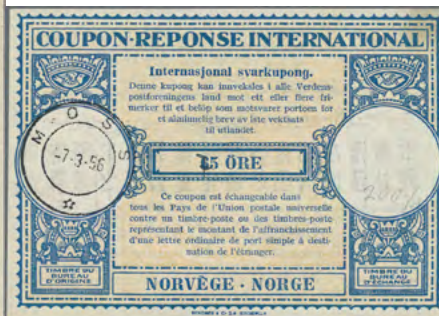 COUPON-REPONSE INTERNATIONAL
Internasjonal svarkupong.
Denne kupong kan innveksles i alle Verdens-
postforeningens land mot ett eller flere fri-
merker til et beløp som motsvarer portoen for
et alminnelig brev av 1ste vektsats
til utlandet.
MOSS
-7-3-56
ÖRE
Ce coupon est échangeable dans
tous les Pays de l'Union postale universelle
contre un timbre-poste ou des timbres-poste
représentant le montant de l'affranchissement
d'une lettre ordinaire de port simple à desti-
nation de l'étranger.
TIMBRE DU
BUREAU
D'ORIGINE
NORVÈGE - NORGE
TIMBRE DU
BUREAU
D'ÉCHANGE